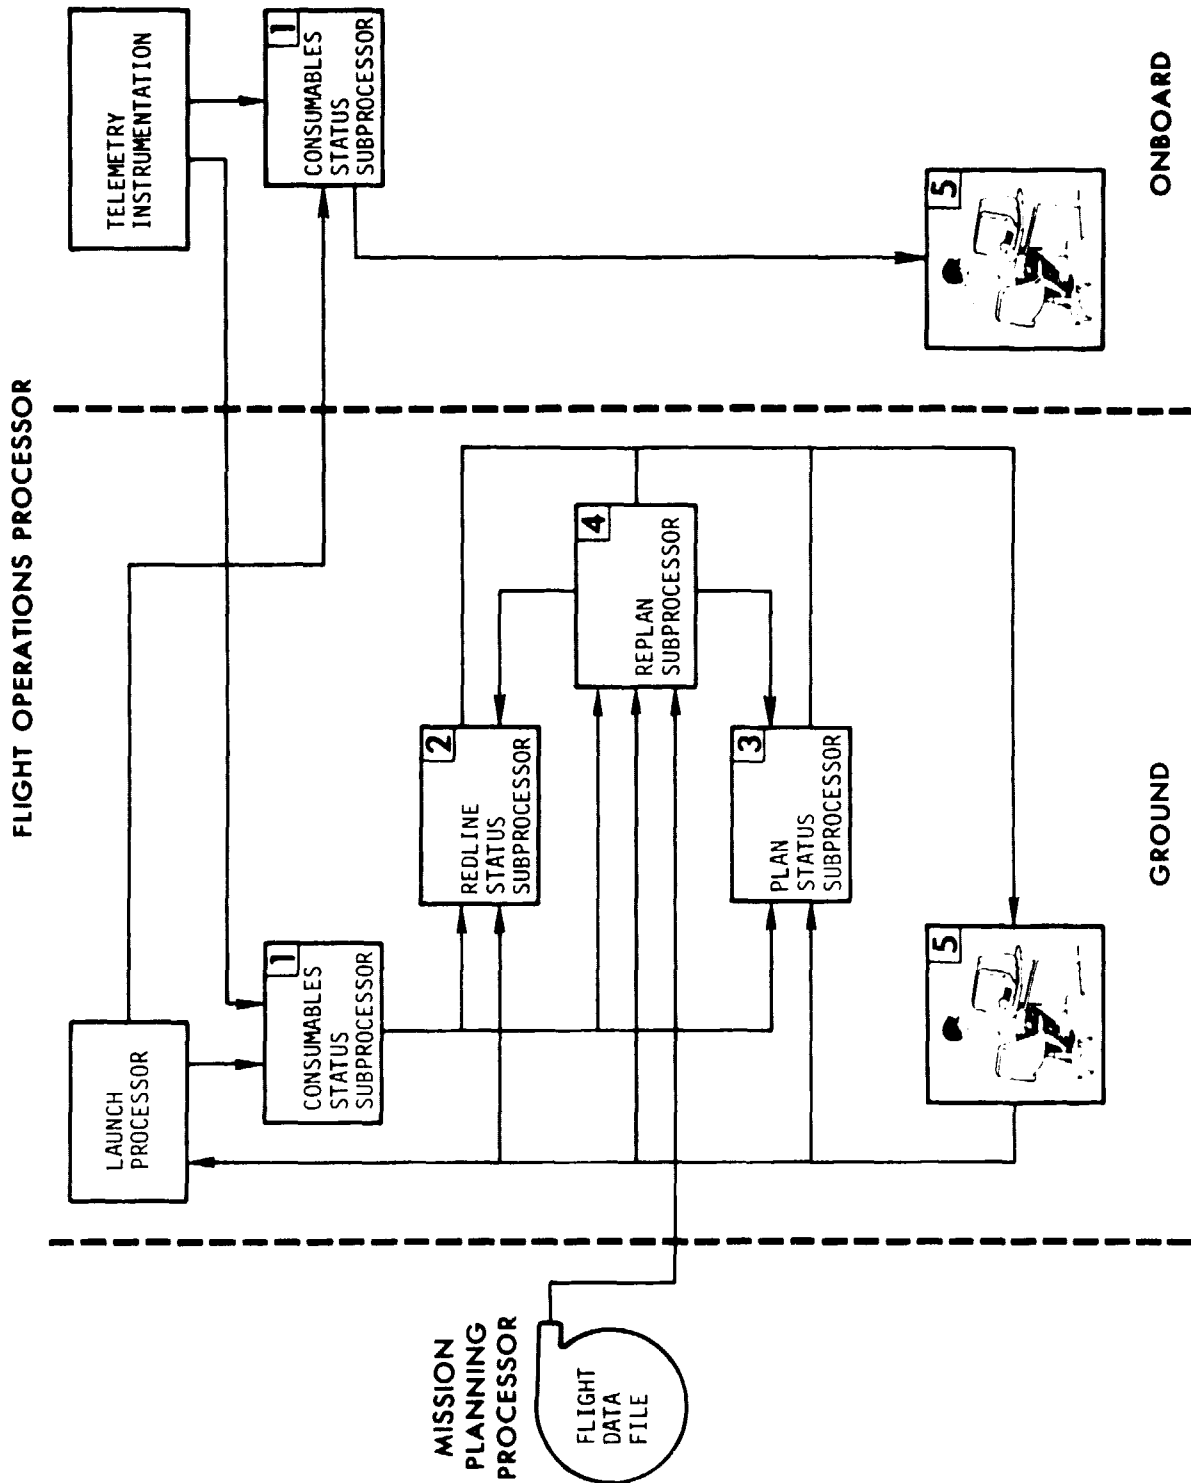 FLIGHT OPERATIONS PROCESSOR
MISSION
PLANNING
PROCESSOR
FLIGHT
DATA
FILE
LAUNCH
PROCESSOR
TELEMETRY
INSTRUMENTATION
1
CONSUMABLES
STATUS
SUBPROCESSOR
1
CONSUMABLES
STATUS
SUBPROCESSOR
2
REDLINE
STATUS
SUBPROCESSOR
4
REPLAN
SUBPROCESSOR
3
PLAN
STATUS
SUBPROCESSOR
5
5
GROUND
ONBOARD